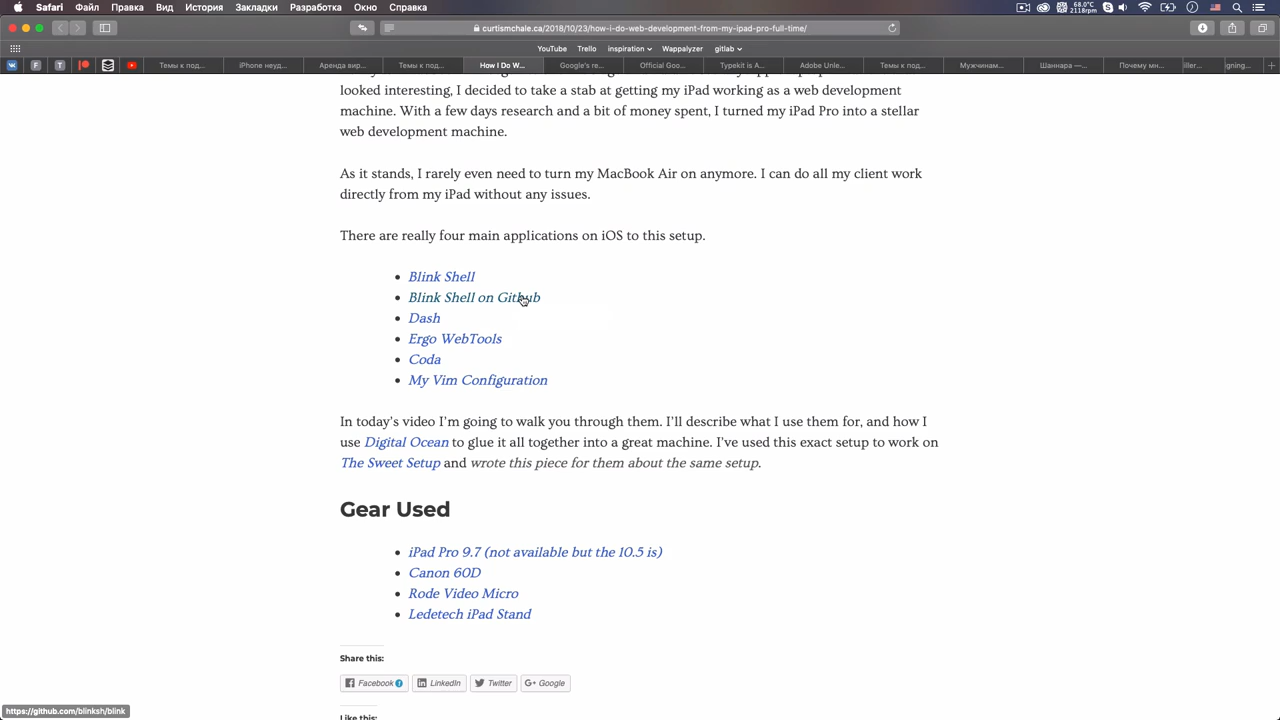 Safari Файл Правка Вид История Закладки Разработка Окно Справка
68.0°C
2118rpm
curtismchale.ca/2018/10/23/how-i-do-web-development-from-my-ipad-pro-full-time/
YouTube Trello inspiration Wappalyzer gitlab
Темы к под... iPhone неуд... Аренда вир... Темы к под... How I Do W... Google's re... Official Goo... Typekit is A... Adobe Unle... Темы к под... Мужчинам... Шаннара —... Почему мн... iller... gning...
looked interesting, I decided to take a stab at getting my iPad working as a web development
machine. With a few days research and a bit of money spent, I turned my iPad Pro into a stellar
web development machine.
As it stands, I rarely even need to turn my MacBook Air on anymore. I can do all my client work
directly from my iPad without any issues.
There are really four main applications on iOS to this setup.
• Blink Shell
• Blink Shell on Github
• Dash
• Ergo WebTools
• Coda
• My Vim Configuration
In today's video I'm going to walk you through them. I'll describe what I use them for, and how I
use Digital Ocean to glue it all together into a great machine. I've used this exact setup to work on
The Sweet Setup and wrote this piece for them about the same setup.
Gear Used
• iPad Pro 9.7 (not available but the 10.5 is)
• Canon 60D
• Rode Video Micro
• Ledetech iPad Stand
Share this:
Facebook 1 LinkedIn Twitter G+ Google
https://github.com/blinksh/blink
Like this: